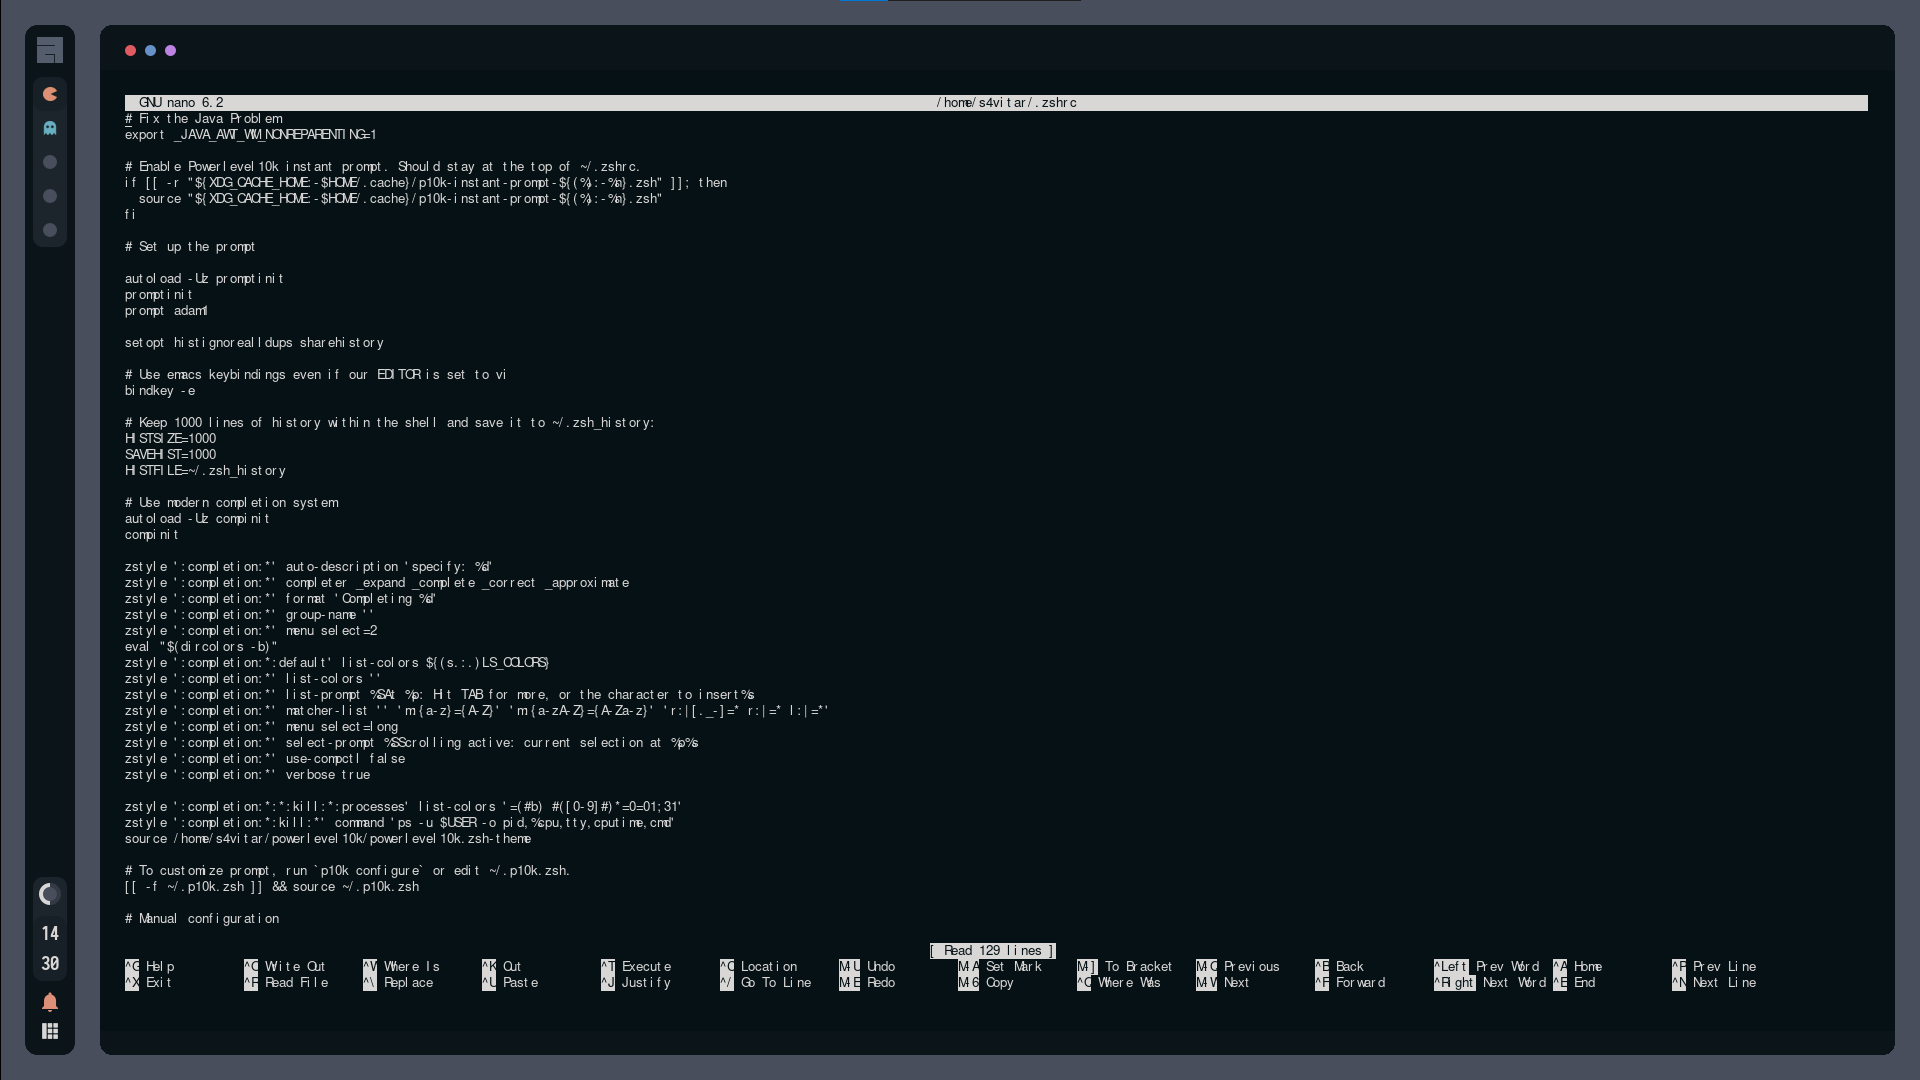 GNU nano 6.2 /home/s4vitar/.zshrc
# Fix the Java Problem
export _JAVA_AWT_WM_NONREPARENTING=1
# Enable Powerlevel10k instant prompt. Should stay at the top of ~/.zshrc.
if [[ -r "${XDG_CACHE_HOME:-$HOME/.cache}/p10k-instant-prompt-${(%):-%n}.zsh" ]]; then
source "${XDG_CACHE_HOME:-$HOME/.cache}/p10k-instant-prompt-${(%):-%n}.zsh"
fi
# Set up the prompt
autoload -Uz promptinit
promptinit
prompt adam1
setopt histignorealldups sharehistory
# Use emacs keybindings even if our EDITOR is set to vi
bindkey -e
# Keep 1000 lines of history within the shell and save it to ~/.zsh_history:
HISTSIZE=1000
SAVEHIST=1000
HISTFILE=~/.zsh_history
# Use modern completion system
autoload -Uz compinit
compinit
zstyle ':completion:*' auto-description 'specify: %d'
zstyle ':completion:*' completer _expand _complete _correct _approximate
zstyle ':completion:*' format 'Completing %d'
zstyle ':completion:*' group-name ''
zstyle ':completion:*' menu select=2
eval "$(dircolors -b)"
zstyle ':completion:*:default' list-colors ${(s.:.)LS_COLORS}
zstyle ':completion:*' list-colors ''
zstyle ':completion:*' list-prompt %SAt %p: Hit TAB for more, or the character to insert%s
zstyle ':completion:*' matcher-list '' 'm:{a-z}={A-Z}' 'm:{a-zA-Z}={A-Za-z}' 'r:|[._-]=* r:|=* l:|=*'
zstyle ':completion:*' menu select=long
zstyle ':completion:*' select-prompt %SScrolling active: current selection at %p%s
zstyle ':completion:*' use-compctl false
zstyle ':completion:*' verbose true
zstyle ':completion:*:*:kill:*:processes' list-colors '=(#b) #([0-9]#)*=0=01;31'
zstyle ':completion:*:kill:*' command 'ps -u $USER -o pid,%cpu,tty,cputime,cmd'
source /home/s4vitar/powerlevel10k/powerlevel10k.zsh-theme
# To customize prompt, run `p10k configure` or edit ~/.p10k.zsh.
[[ -f ~/.p10k.zsh ]] && source ~/.p10k.zsh
# Manual configuration
[ Read 129 lines ]
^G Help ^O Write Out ^W Where Is ^K Cut ^T Execute ^C Location M-U Undo M-A Set Mark M-] To Bracket M-Q Previous ^B Back ^Left Prev Word ^A Home ^P Prev Line
^X Exit ^R Read File ^\ Replace ^U Paste ^J Justify ^/ Go To Line M-E Redo M-6 Copy ^Q Where Was M-W Next ^F Forward ^Right Next Word ^E End ^N Next Line
14
30